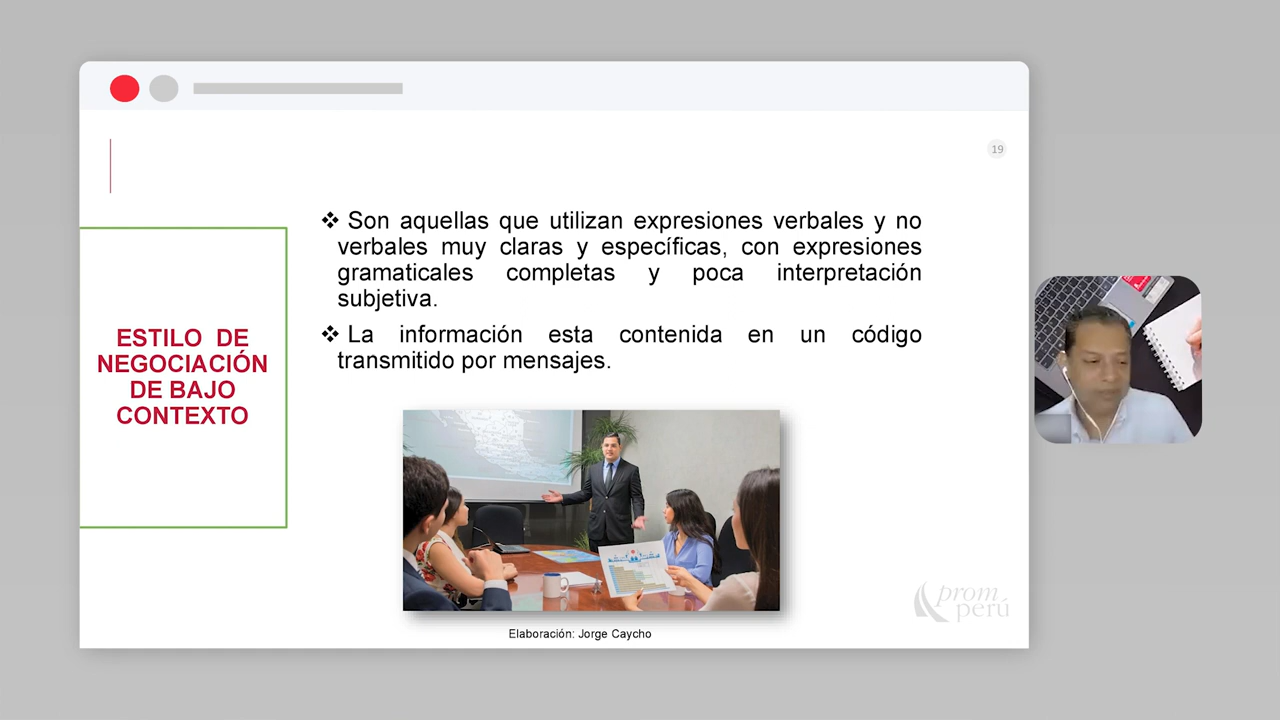 19
❖ Son aquellas que utilizan expresiones verbales y no
verbales muy claras y específicas, con expresiones
gramaticales completas y poca interpretación
subjetiva.
❖ La información esta contenida en un código
transmitido por mensajes.
ESTILO DE
NEGOCIACIÓN
DE BAJO
CONTEXTO
prom
perú
Elaboración: Jorge Caycho